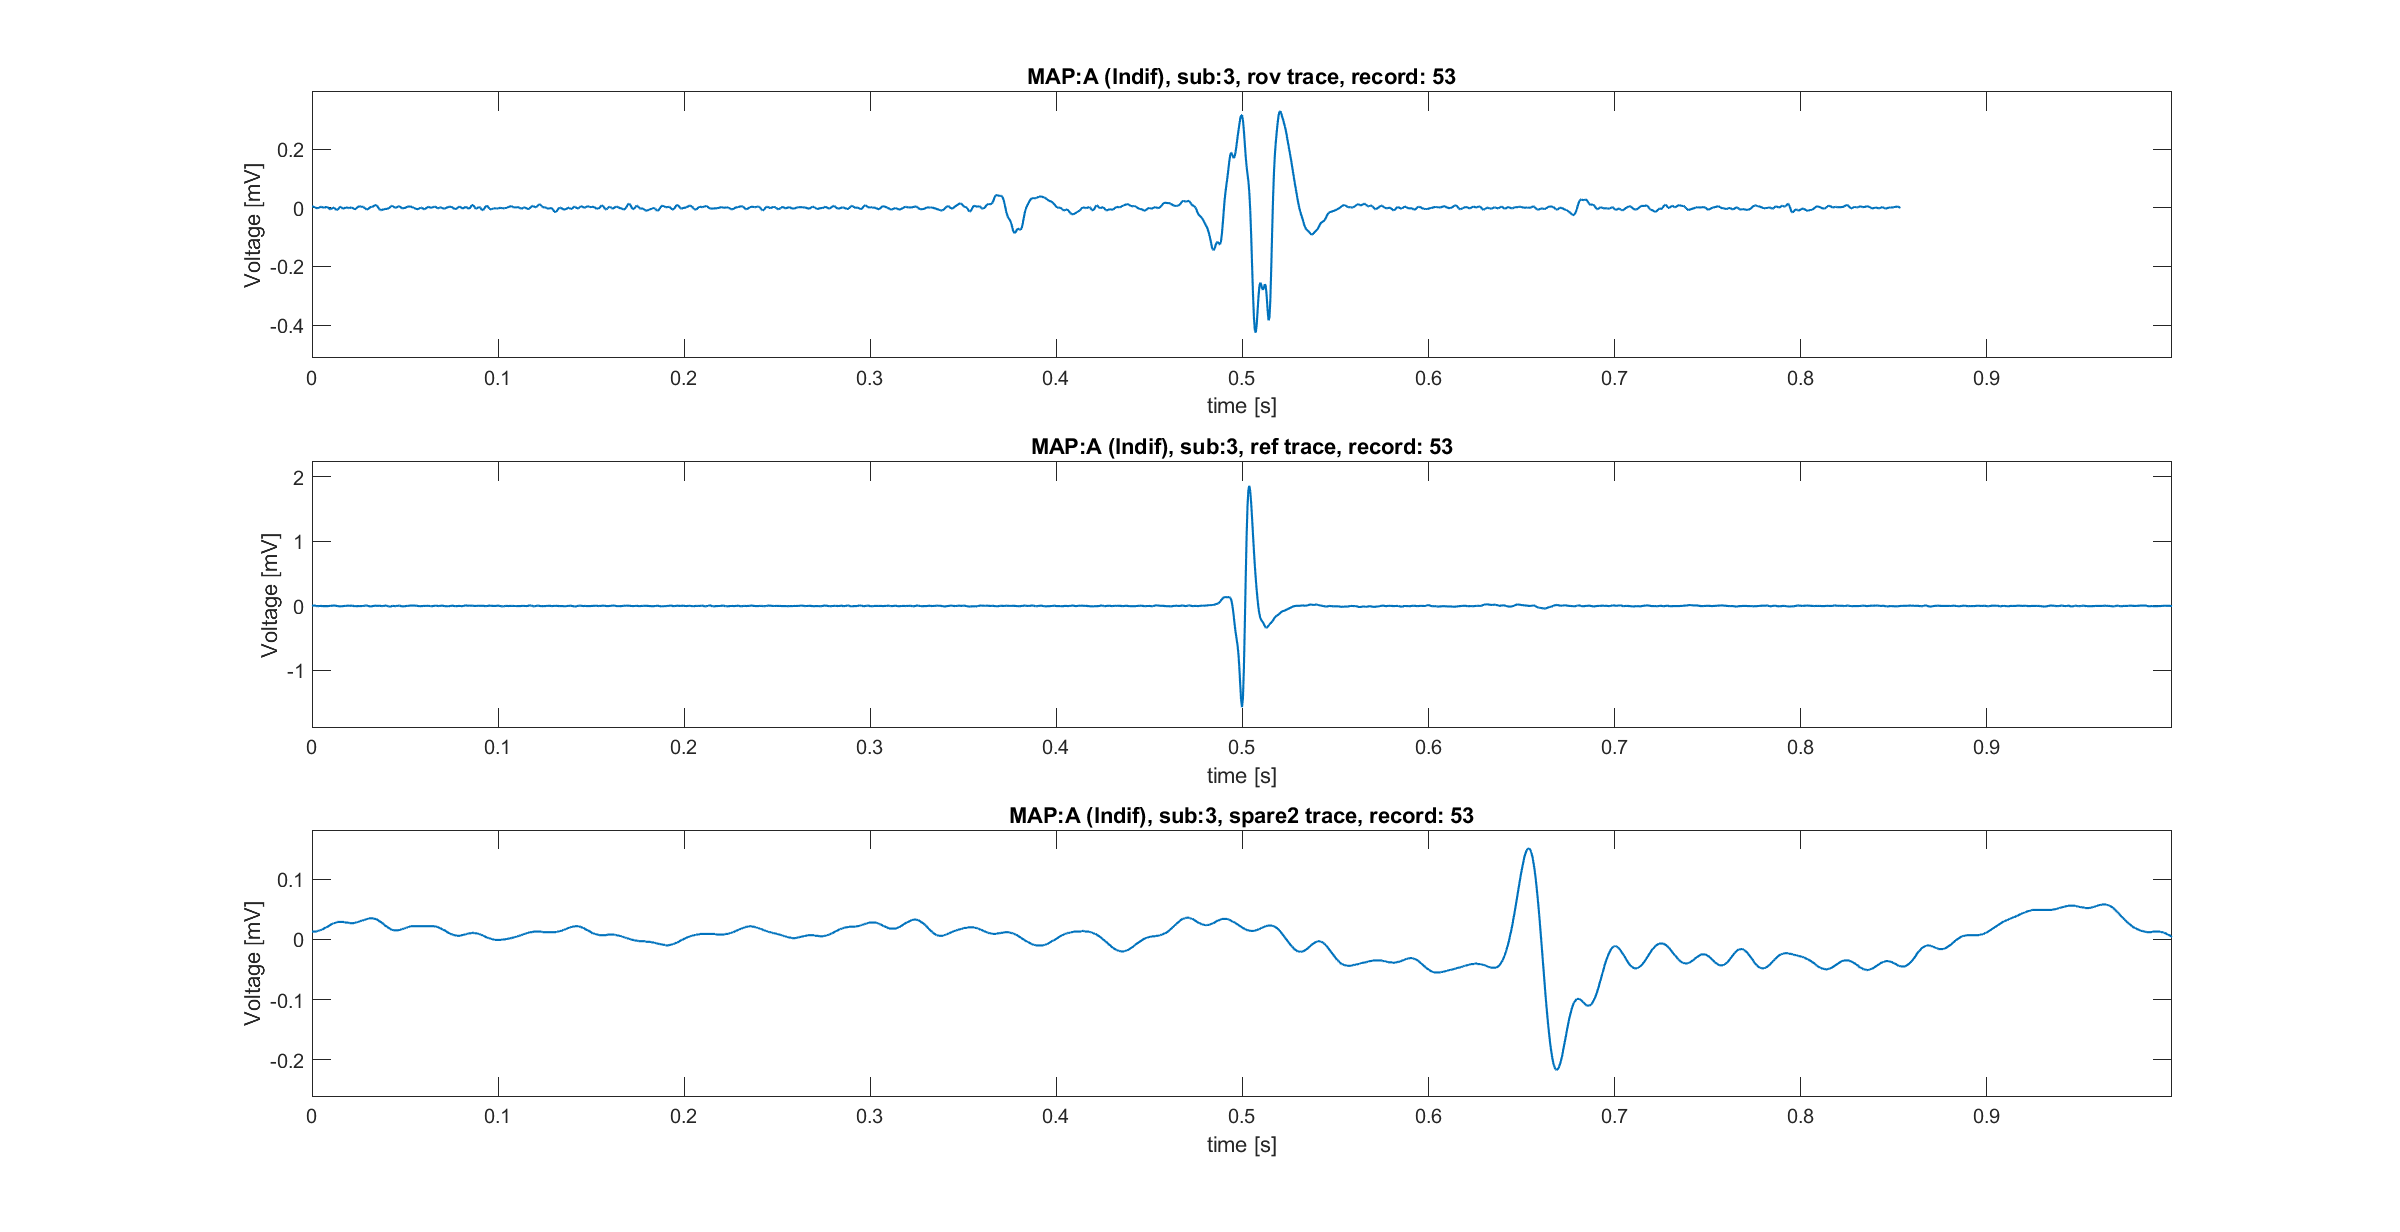 MAP:A (Indif), sub:3, rov trace, record: 53
Voltage [mV]
0.2
0
-0.2
-0.4
0 0.1 0.2 0.3 0.4 0.5 0.6 0.7 0.8 0.9
time [s]
MAP:A (Indif), sub:3, ref trace, record: 53
Voltage [mV]
2
1
0
-1
0 0.1 0.2 0.3 0.4 0.5 0.6 0.7 0.8 0.9
time [s]
MAP:A (Indif), sub:3, spare2 trace, record: 53
Voltage [mV]
0.1
0
-0.1
-0.2
0 0.1 0.2 0.3 0.4 0.5 0.6 0.7 0.8 0.9
time [s]